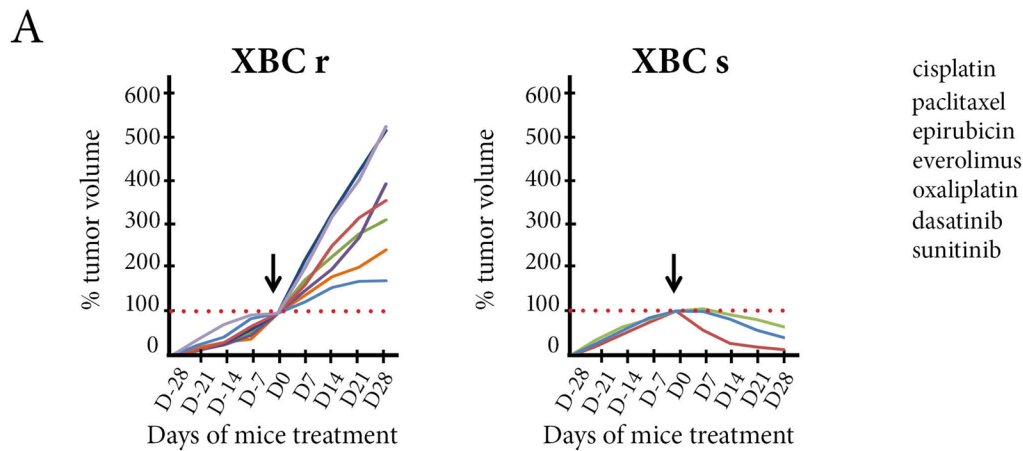 A
XBC r
XBC s
% tumor volume
600
500
400
300
200
100
0
D-28
D-21
D-14
D-7
D0
D7
D14
D21
D28
Days of mice treatment
% tumor volume
600
500
400
300
200
100
0
D-28
D-21
D-14
D-7
D0
D7
D14
D21
D28
Days of mice treatment
cisplatin
paclitaxel
epirubicin
everolimus
oxaliplatin
dasatinib
sunitinib